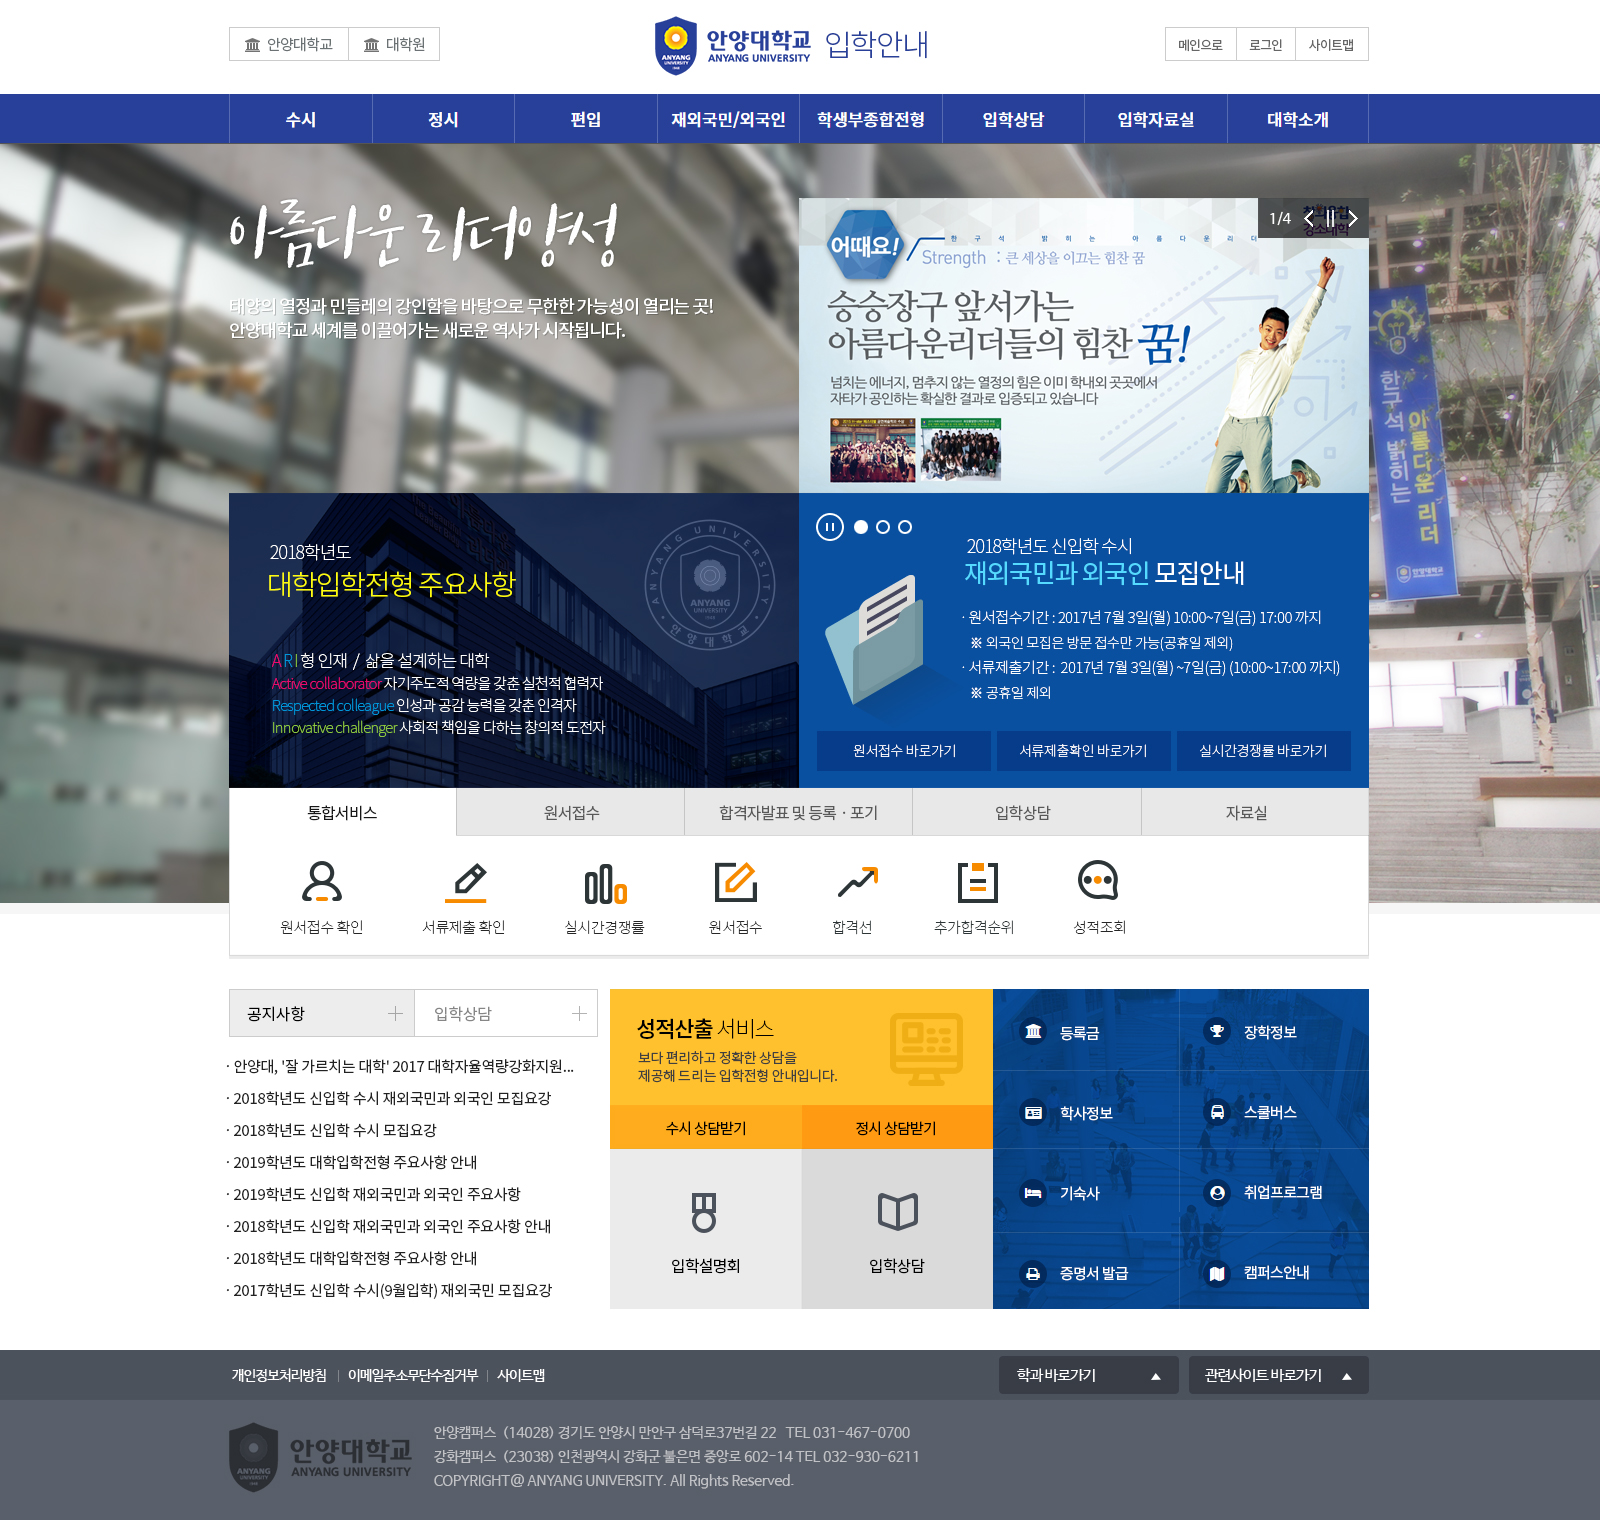 안양대학교
대학원
안양대학교
ANYANG UNIVERSITY
입학안내
메인으로
로그인
사이트맵
수시
정시
편입
재외국민/외국인
학생부종합전형
입학상담
입학자료실
대학소개
아름다운 리더양성
태양의 열정과 민들레의 강인함을 바탕으로 무한한 가능성이 열리는 곳!
안양대학교 세계를 이끌어가는 새로운 역사가 시작됩니다.
1/4
어때요!
한 구 석 밝 히 는 아 름 다 운 리 더
Strength : 큰 세상을 이끄는 힘찬 꿈
승승장구 앞서가는
아름다운리더들의 힘찬 꿈!
넘치는 에너지, 멈추지 않는 열정의 힘은 이미 학내외 곳곳에서
자타가 공인하는 확실한 결과로 입증되고 있습니다
한구석 밝히는
아름다운 리더
안양대학교
2018학년도
대학입학전형 주요사항
ARI형 인재 / 삶을 설계하는 대학
Active collaborator 자기주도적 역량을 갖춘 실천적 협력자
Respected colleague 인성과 공감 능력을 갖춘 인격자
Innovative challenger 사회적 책임을 다하는 창의적 도전자
ANYANG UNIVERSITY
안양대학교
ANYANG
UNIVERSITY
2018학년도 신입학 수시
재외국민과 외국인 모집안내
· 원서접수기간 : 2017년 7월 3일(월) 10:00~7일(금) 17:00 까지
※ 외국인 모집은 방문 접수만 가능(공휴일 제외)
· 서류제출기간 : 2017년 7월 3일(월) ~7일(금) (10:00~17:00 까지)
※ 공휴일 제외
원서접수 바로가기
서류제출확인 바로가기
실시간경쟁률 바로가기
통합서비스
원서접수
합격자발표 및 등록 · 포기
입학상담
자료실
원서접수 확인
서류제출 확인
실시간경쟁률
원서접수
합격선
추가합격순위
성적조회
공지사항
입학상담
· 안양대, '잘 가르치는 대학' 2017 대학자율역량강화지원...
· 2018학년도 신입학 수시 재외국민과 외국인 모집요강
· 2018학년도 신입학 수시 모집요강
· 2019학년도 대학입학전형 주요사항 안내
· 2019학년도 신입학 재외국민과 외국인 주요사항
· 2018학년도 신입학 재외국민과 외국인 주요사항 안내
· 2018학년도 대학입학전형 주요사항 안내
· 2017학년도 신입학 수시(9월입학) 재외국민 모집요강
성적산출 서비스
보다 편리하고 정확한 상담을
제공해 드리는 입학전형 안내입니다.
수시 상담받기
정시 상담받기
입학설명회
입학상담
등록금
장학정보
학사정보
스쿨버스
기숙사
취업프로그램
증명서 발급
캠퍼스안내
개인정보처리방침
이메일주소무단수집거부
사이트맵
학과 바로가기
관련사이트 바로가기
안양대학교
ANYANG UNIVERSITY
안양캠퍼스 (14028) 경기도 안양시 만안구 삼덕로37번길 22 TEL 031-467-0700
강화캠퍼스 (23038) 인천광역시 강화군 불은면 중앙로 602-14 TEL 032-930-6211
COPYRIGHT@ ANYANG UNIVERSITY. All Rights Reserved.